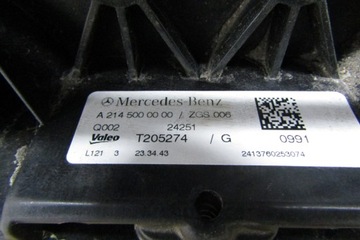 Mercedes-Benz
A 214 500 00 00 / ZGS 006
Q002 24251
Valeo T205274 / G 0991
L121 3 23.34.43 2413760253074